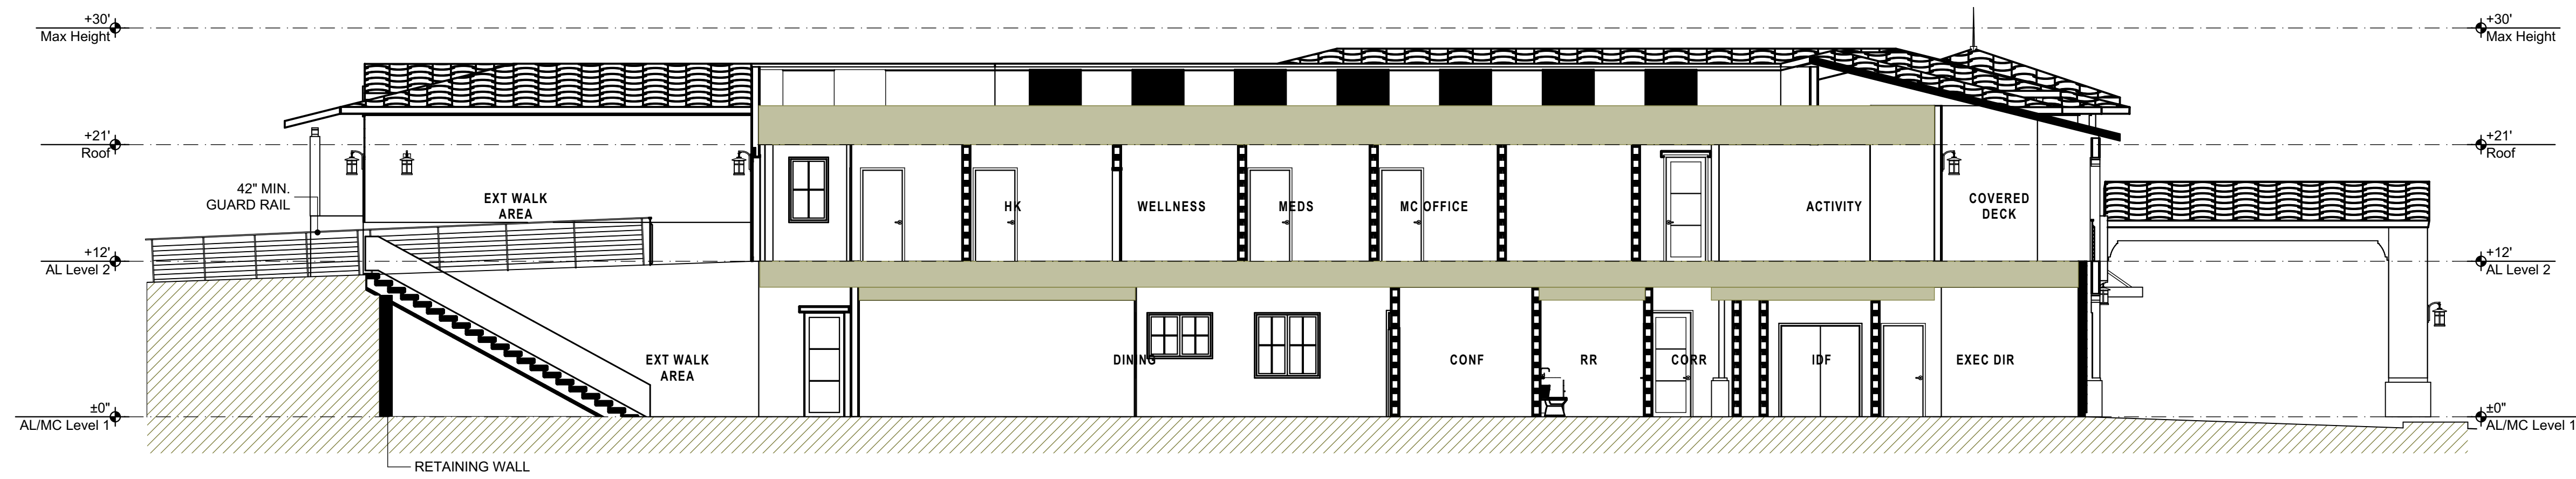 +30'
Max Height
+30'
Max Height
+21'
Roof
+21'
Roof
42" MIN.
GUARD RAIL
EXT WALK
AREA
HK
WELLNESS
MEDS
MC OFFICE
ACTIVITY
COVERED
DECK
+12'
AL Level 2
+12'
AL Level 2
EXT WALK
AREA
DINING
CONF
RR
CORR
IDF
EXEC DIR
±0"
AL/MC Level 1
±0"
AL/MC Level 1
RETAINING WALL